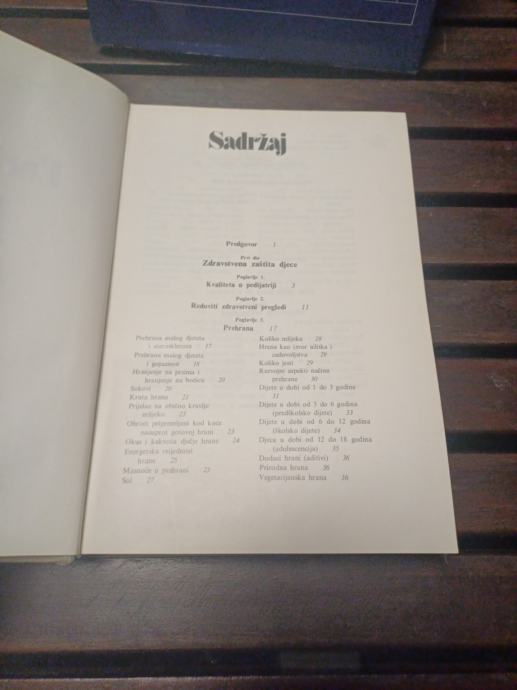 Sadržaj
Predgovor 1
Prvi dio
Zdravstvena zaštita djece
Poglavlje 1.
Kvaliteta u pedijatriji 3
Poglavlje 2.
Redoviti zdravstveni pregledi 11
Poglavlje 3.
Prehrana 17
Prehrana malog djeteta
i ateroskleroza 17
Prehrana malog djeteta
i gojaznost 18
Hranjenje na prsima i
hranjenje na bočicu 20
Sokovi 20
Kruta hrana 21
Prijelaz na obično kravlje
mlijeko 23
Obroci pripremljeni kod kuće
nasuprot gotovoj hrani 23
Okus i kakvoća dječje hrane 24
Energetska vrijednost
hrane 25
Masnoće u prehrani 25
Sol 27
Koliko mlijeka 28
Hrana kao izvor užitka i
zadovoljstva 28
Koliko jesti 29
Razvojni aspekti načina
prehrane 30
Dijete u dobi od 1 do 3 godine
31
Dijete u dobi od 3 do 6 godina
(predškolsko dijete) 33
Dijete u dobi od 6 do 12 godina
(školsko dijete) 34
Djeca u dobi od 12 do 18 godina
(adolescencija) 35
Dodaci hrani (aditivi) 36
Prirodna hrana 36
Vegetarijanska hrana 36